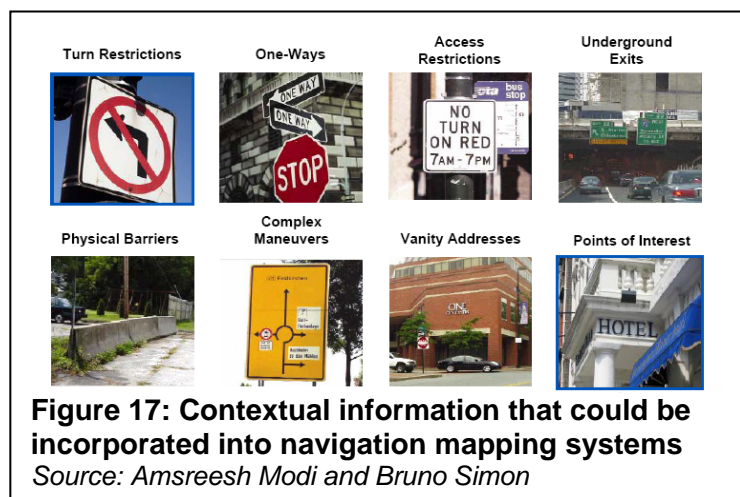 Turn Restrictions
One-Ways
Access
Restrictions
Underground
Exits
ONE WAY
ONE WAY
STOP
NO
TURN
ON RED
7AM-7PM
bus
stop
Physical Barriers
Complex
Maneuvers
Vanity Addresses
Points of Interest
ONE
HOTEL
Figure 17: Contextual information that could be
incorporated into navigation mapping systems
Source: Amsreesh Modi and Bruno Simon